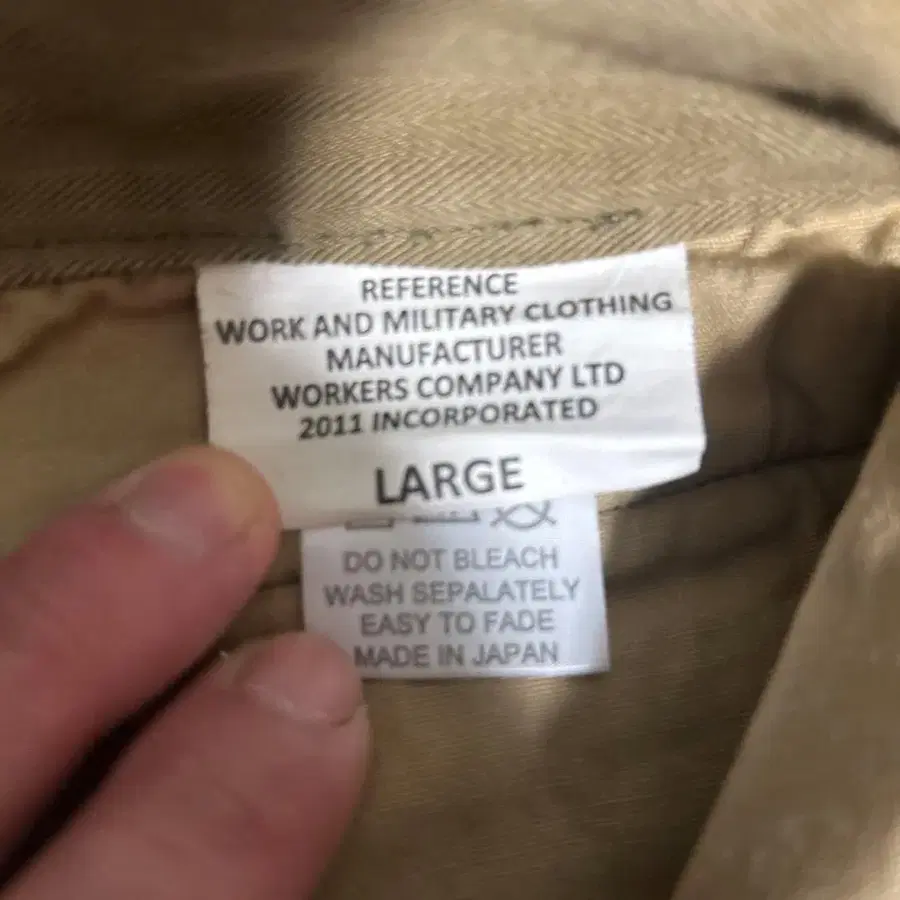 REFERENCE
WORK AND MILITARY CLOTHING
MANUFACTURER
WORKERS COMPANY LTD
2011 INCORPORATED
LARGE
DO NOT BLEACH
WASH SEPALATELY
EASY TO FADE
MADE IN JAPAN